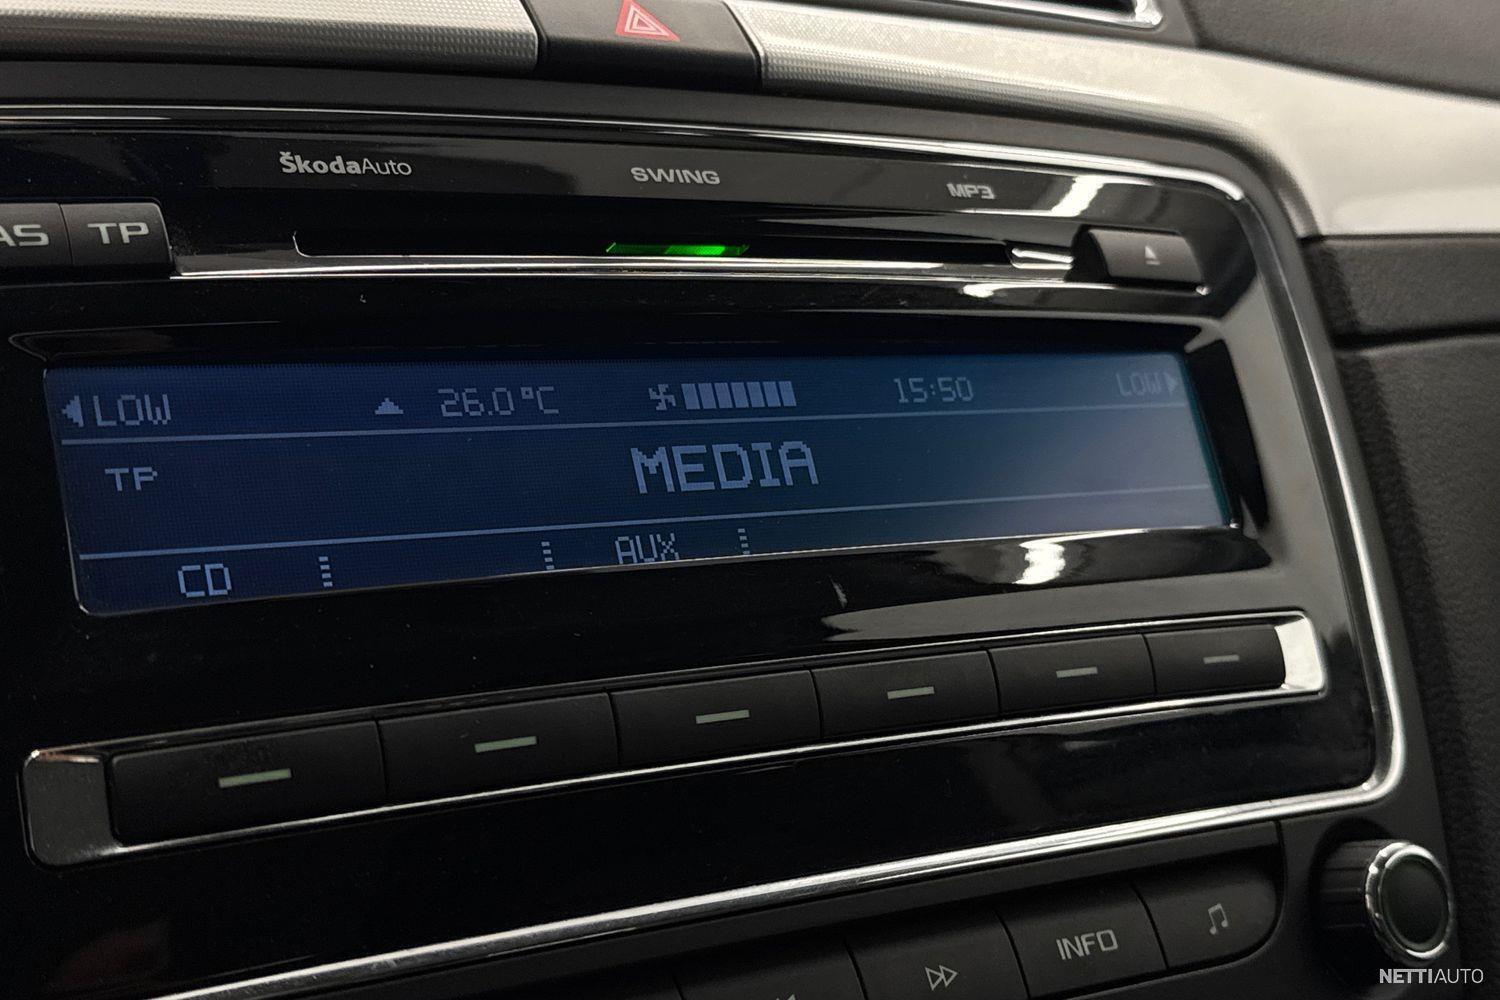 ŠkodaAuto SWING MP3
AS TP
LOW 26.0°C 15:50 LOW
TP MEDIA
CD AUX
INFO
NETTIAUTO